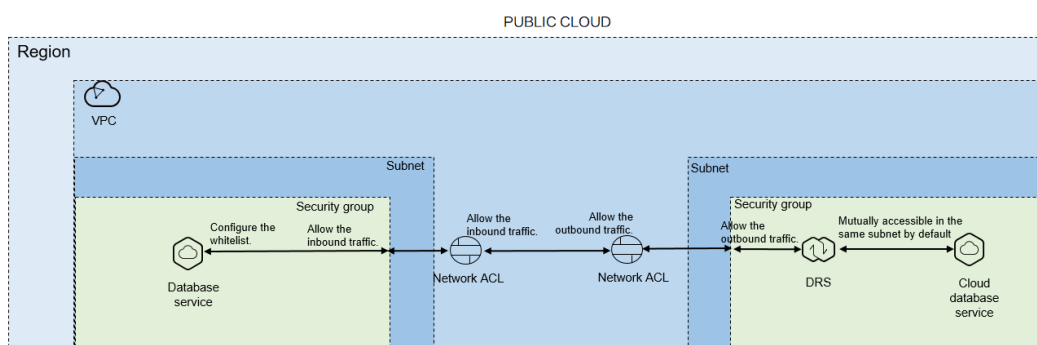 PUBLIC CLOUD
Region
VPC
Subnet
Subnet
Security group
Security group
Configure the
whitelist.
Allow the
inbound traffic.
Allow the
inbound traffic.
Allow the
outbound traffic.
Allow the
outbound traffic.
Mutually accessible in the
same subnet by default
Database
service
Network ACL
Network ACL
DRS
Cloud
database
service